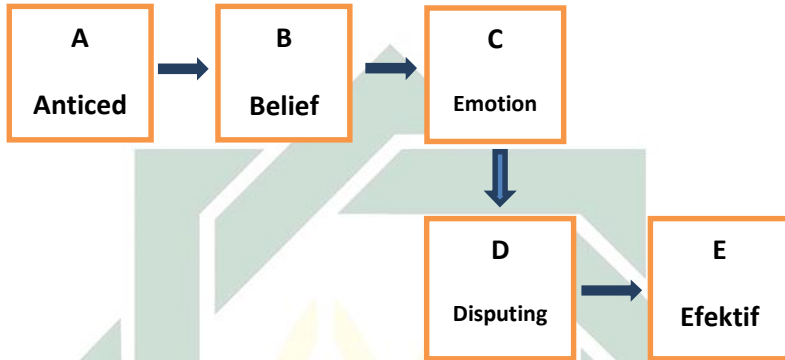 A
Anticed
B
Belief
C
Emotion
D
Disputing
E
Efektif